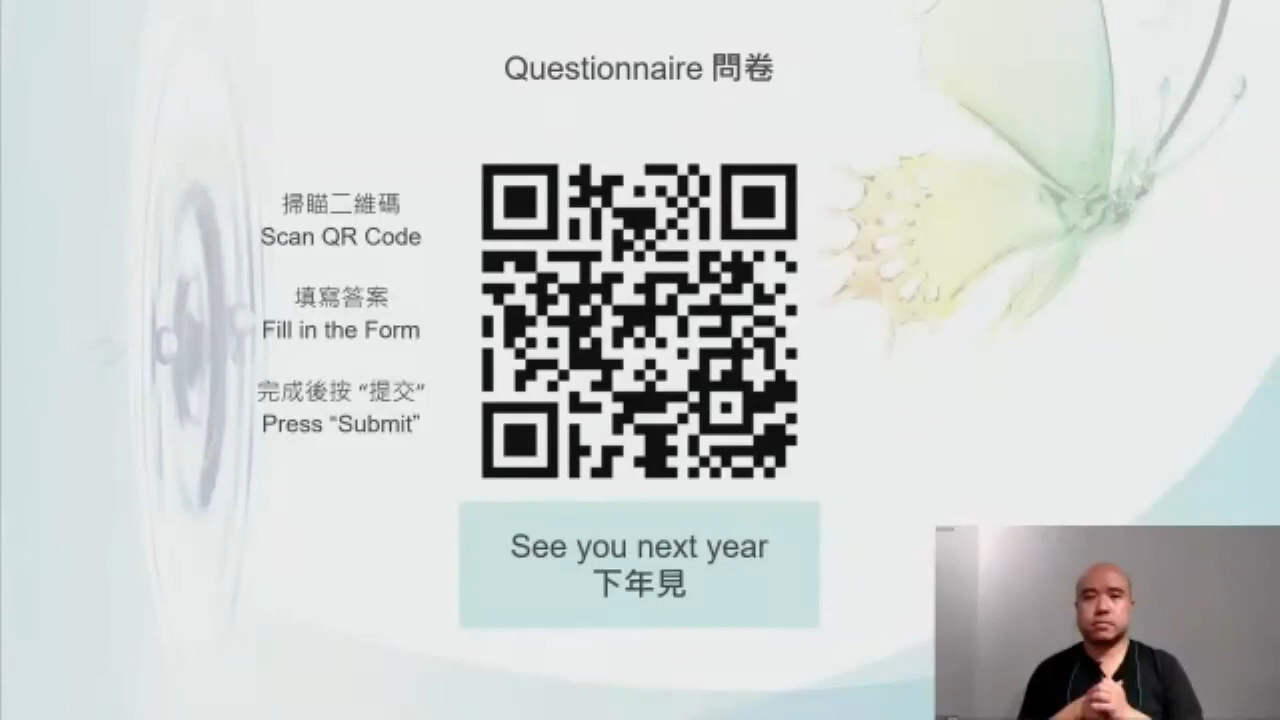 Questionnaire 問卷
掃瞄二維碼
Scan QR Code
填寫答案
Fill in the Form
完成後按 “提交”
Press “Submit”
See you next year
下年見